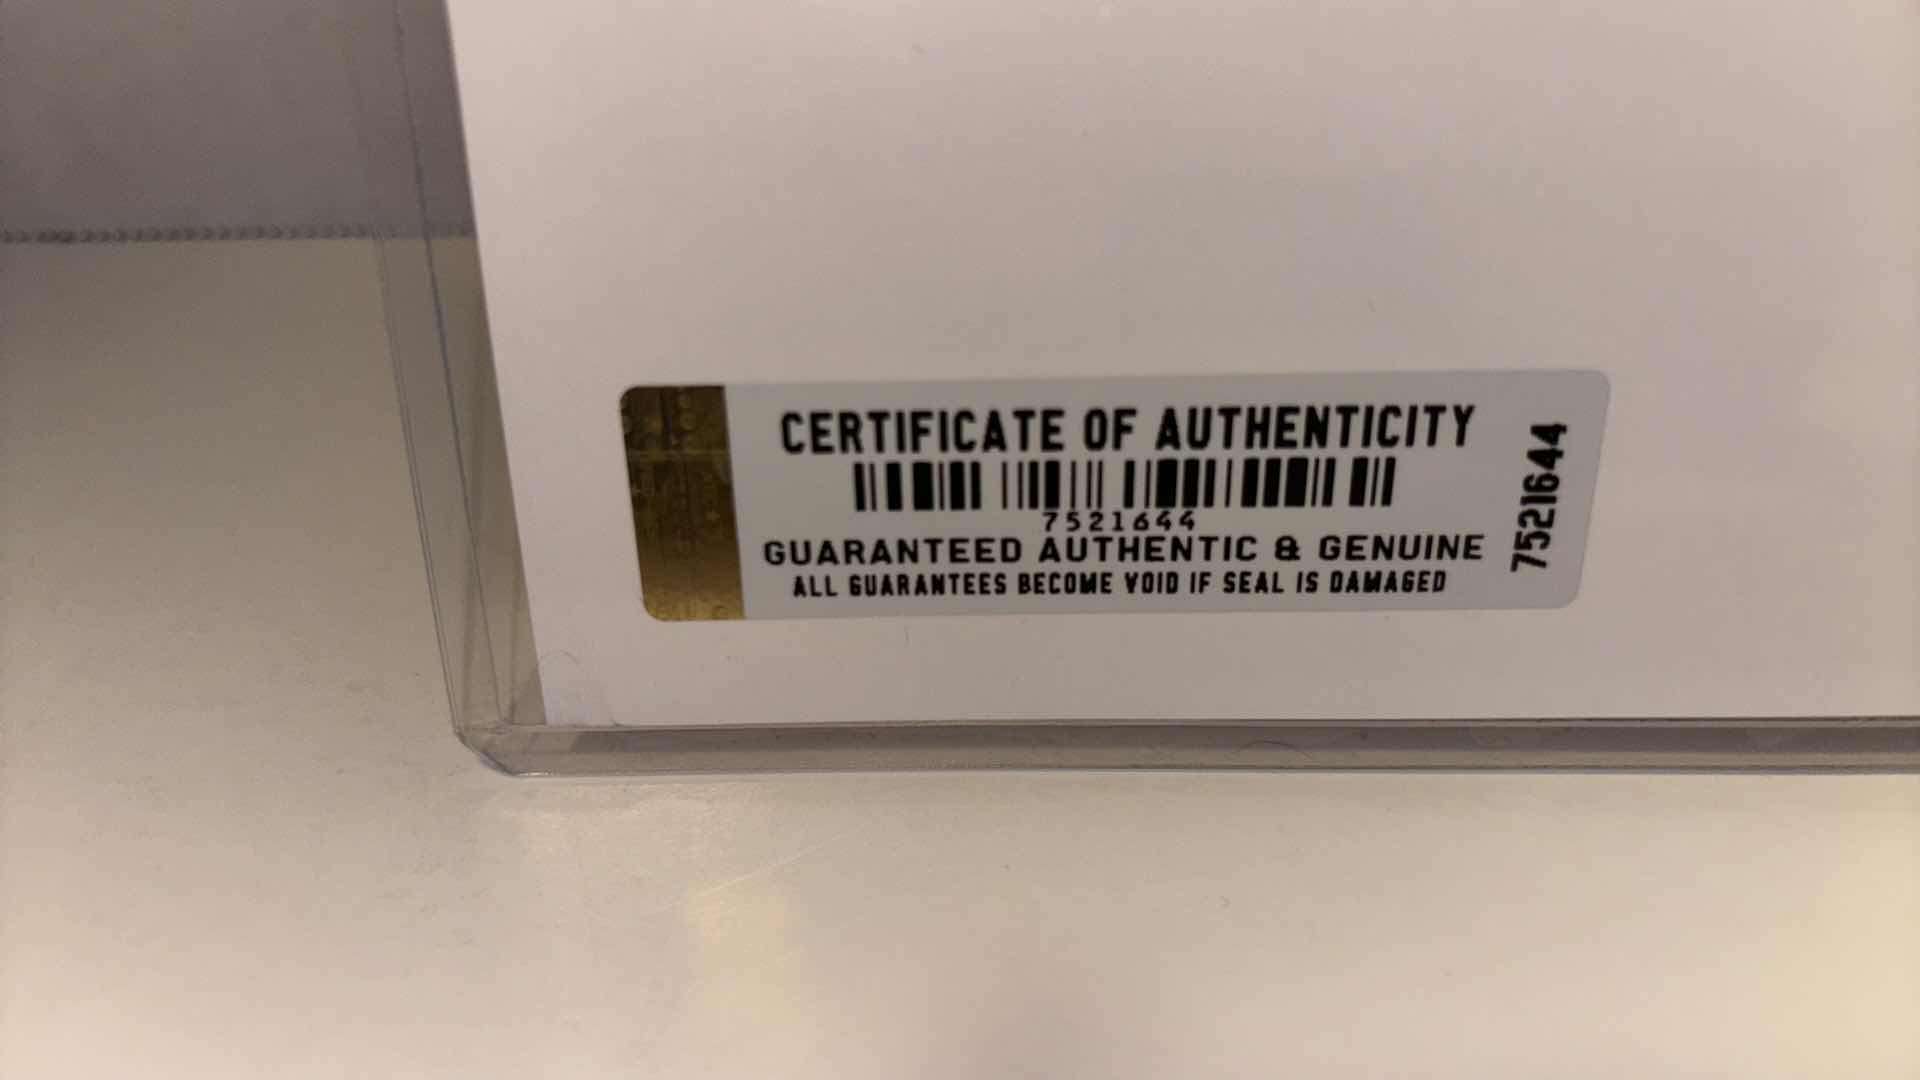 CERTIFICATE OF AUTHENTICITY
7521644
GUARANTEED AUTHENTIC & GENUINE
ALL GUARANTEES BECOME VOID IF SEAL IS DAMAGED
7521644